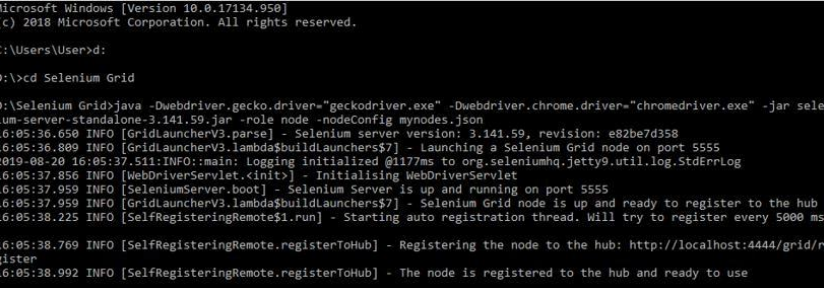 Microsoft Windows [Version 10.0.17134.950]
(c) 2018 Microsoft Corporation. All rights reserved.
C:\Users\User>d:
D:\>cd Selenium Grid
D:\Selenium Grid>java -Dwebdriver.gecko.driver="geckodriver.exe" -Dwebdriver.chrome.driver="chromedriver.exe" -jar sele
ium-server-standalone-3.141.59.jar -role node -nodeConfig mynodes.json
16:05:36.650 INFO [GridLauncherV3.parse] - Selenium server version: 3.141.59, revision: e82be7d358
16:05:36.809 INFO [GridLauncherV3.lambda$buildLaunchers$7] - Launching a Selenium Grid node on port 5555
2019-08-20 16:05:37.511:INFO::main: Logging initialized @1177ms to org.seleniumhq.jetty9.util.log.StdErrLog
16:05:37.856 INFO [WebDriverServlet.<init>] - Initialising WebDriverServlet
16:05:37.959 INFO [SeleniumServer.boot] - Selenium Server is up and running on port 5555
16:05:37.959 INFO [GridLauncherV3.lambda$buildLaunchers$7] - Selenium Grid node is up and ready to register to the hub
16:05:38.225 INFO [SelfRegisteringRemote$1.run] - Starting auto registration thread. Will try to register every 5000 ms
16:05:38.769 INFO [SelfRegisteringRemote.registerToHub] - Registering the node to the hub: http://localhost:4444/grid/r
gister
16:05:38.992 INFO [SelfRegisteringRemote.registerToHub] - The node is registered to the hub and ready to use